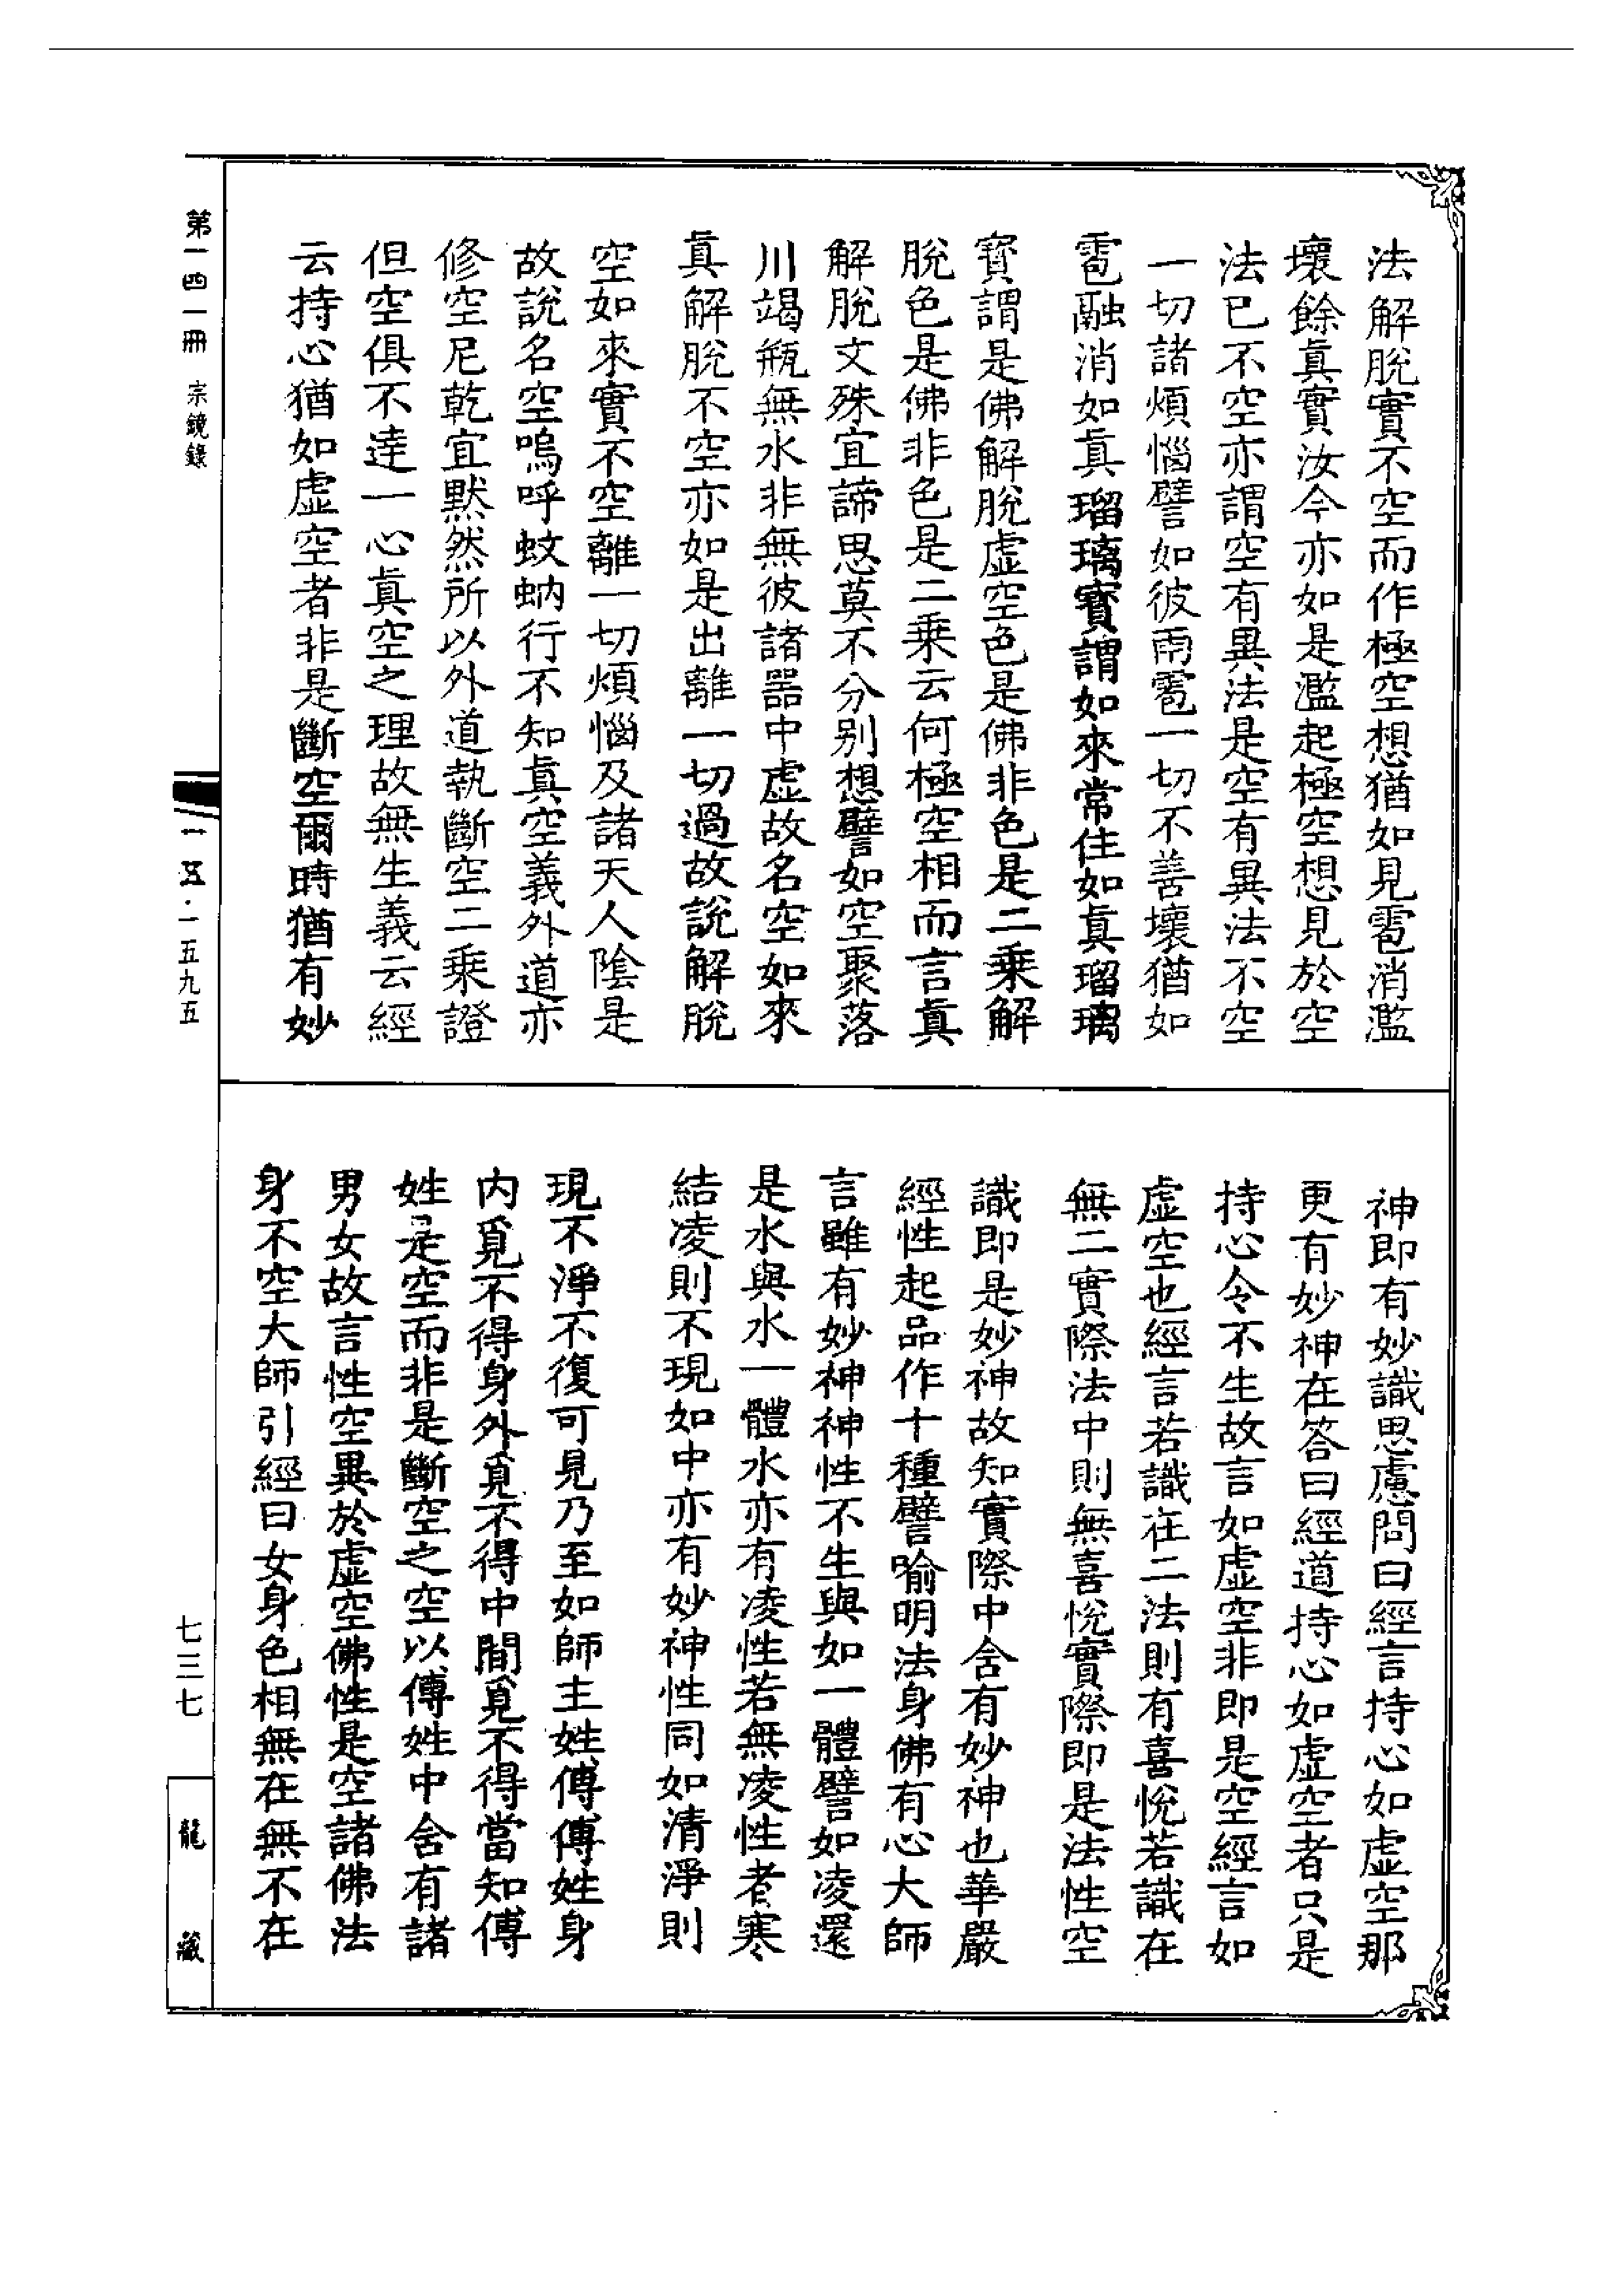 法解脫實不空而作極空想猶如見雹消濫
壞餘真實汝今亦如是濫起極空想見於空
法已不空亦謂空有異法是空有異法不空
一切諸煩惱譬如彼雨雹一切不善壞猶如
雹融消如真瑠璃寶謂如來常住如真瑠璃
寶謂是佛解脫虛空色是佛非色是二乘解
脫色是佛非色是二乘云何極空相而言真
解脫文殊宜諦思莫不分別想譬如空聚落
川竭瓶無水非無彼諸器中虛故名空如來
真解脫不空亦如是出離一切過故說解脫
空如來實不空離一切煩惱及諸天人陰是
故說名空嗚呼蚊蚋行不知真空義外道亦
修空尼乾宜默然所以外道執斷空二乘證
但空俱不達一心真空之理故無生義云經
云持心猶如虛空者非是斷空爾時猶有妙
神即有妙識思慮問曰經言持心如虛空那
更有妙神在答曰經道持心如虛空者只是
持心令不生故言如虛空非即是空經言如
虛空也經言若識在二法則有喜悅若識在
無二實際法中則無喜悅實際即是法性空
識即是妙神故知實際中含有妙神也華嚴
經性起品作十種譬喻明法身佛有心大師
言雖有妙神神性不生與如一體譬如凌還
是水與水一體水亦有凌性若無凌性者寒
結凌則不現如中亦有妙神性同如清淨則
現不淨不復可見乃至如師主姓傅傅姓身
內覓不得身外覓不得中間覓不得當知傅
姓是空而非是斷空之空以傅姓中含有諸
男女故言性空異於虛空佛性是空諸佛法
身不空大師引經曰女身色相無在無不在
第一四一冊 宗鏡錄
一五·一五九五
七三七
龍藏